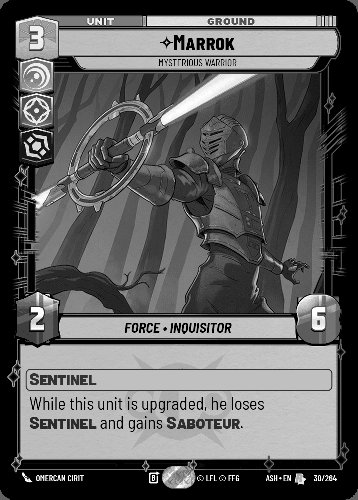 UNIT
GROUND
3
MARROK
MYSTERIOUS WARRIOR
2
FORCE • INQUISITOR
6
SENTINEL
While this unit is upgraded, he loses
SENTINEL and gains SABOTEUR.
OMERCAN CIRIT
© LFL © FFG
ASH • EN
30/264